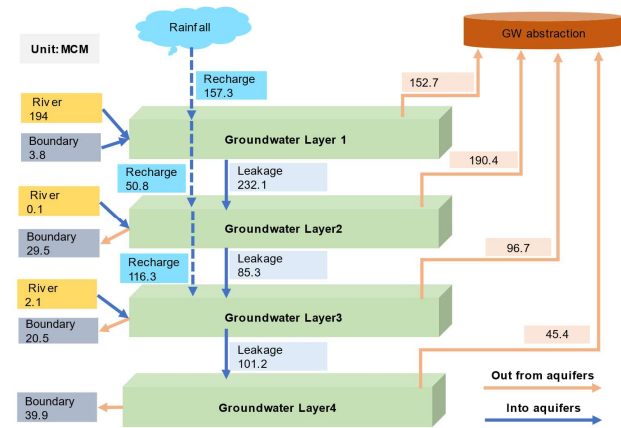 Rainfall
GW abstraction
Unit: MCM
Recharge
157.3
152.7
River
194
Boundary
3.8
Groundwater Layer 1
Recharge
50.8
Leakage
232.1
190.4
River
0.1
Boundary
29.5
Groundwater Layer2
Recharge
116.3
Leakage
85.3
96.7
River
2.1
Boundary
20.5
Groundwater Layer3
Leakage
101.2
45.4
Out from aquifers
Boundary
39.9
Groundwater Layer4
Into aquifers